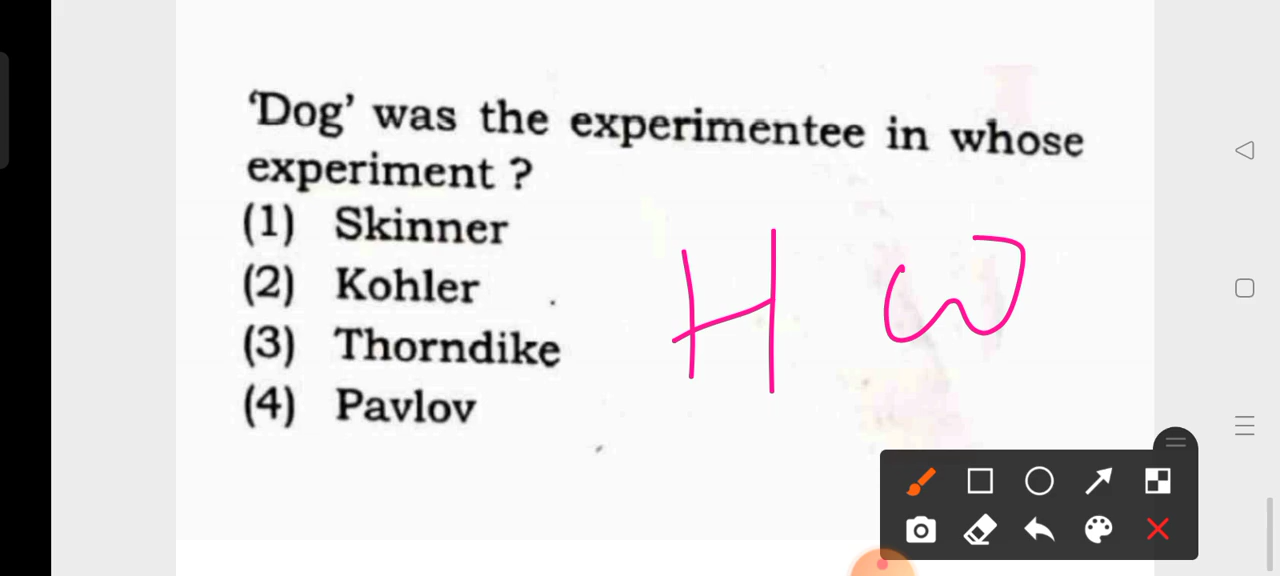 ‘Dog’ was the experimentee in whose
experiment ?
(1) Skinner
(2) Kohler
(3) Thorndike
(4) Pavlov
H W